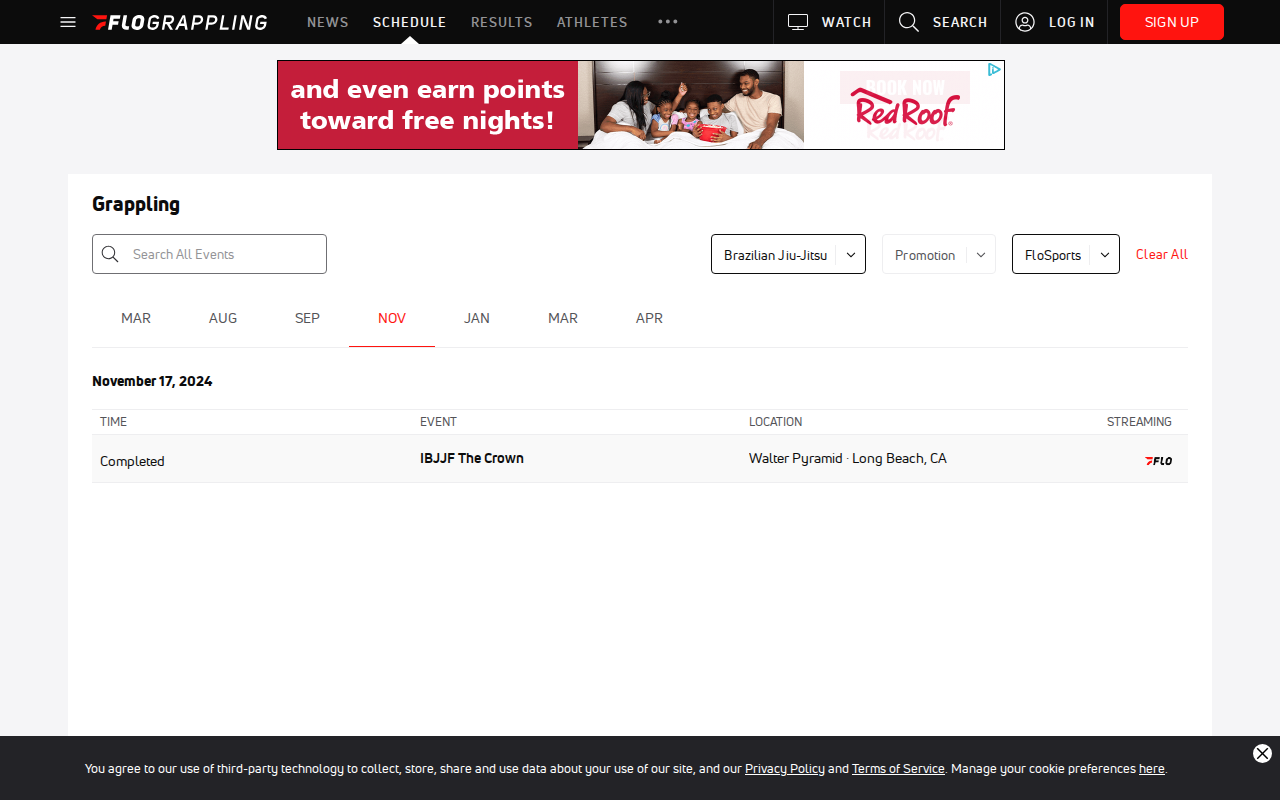 FLOGRAPPLING
NEWS
SCHEDULE
RESULTS
ATHLETES
WATCH
SEARCH
LOG IN
SIGN UP
and even earn points
toward free nights!
BOOK NOW
Red Roof
Red Roof
Grappling
Search All Events
Brazilian Jiu-Jitsu
Promotion
FloSports
Clear All
MAR
AUG
SEP
NOV
JAN
MAR
APR
November 17, 2024
TIME
EVENT
LOCATION
STREAMING
Completed
IBJJF The Crown
Walter Pyramid · Long Beach, CA
FLO
You agree to our use of third-party technology to collect, store, share and use data about your use of our site, and our Privacy Policy and Terms of Service. Manage your cookie preferences here.